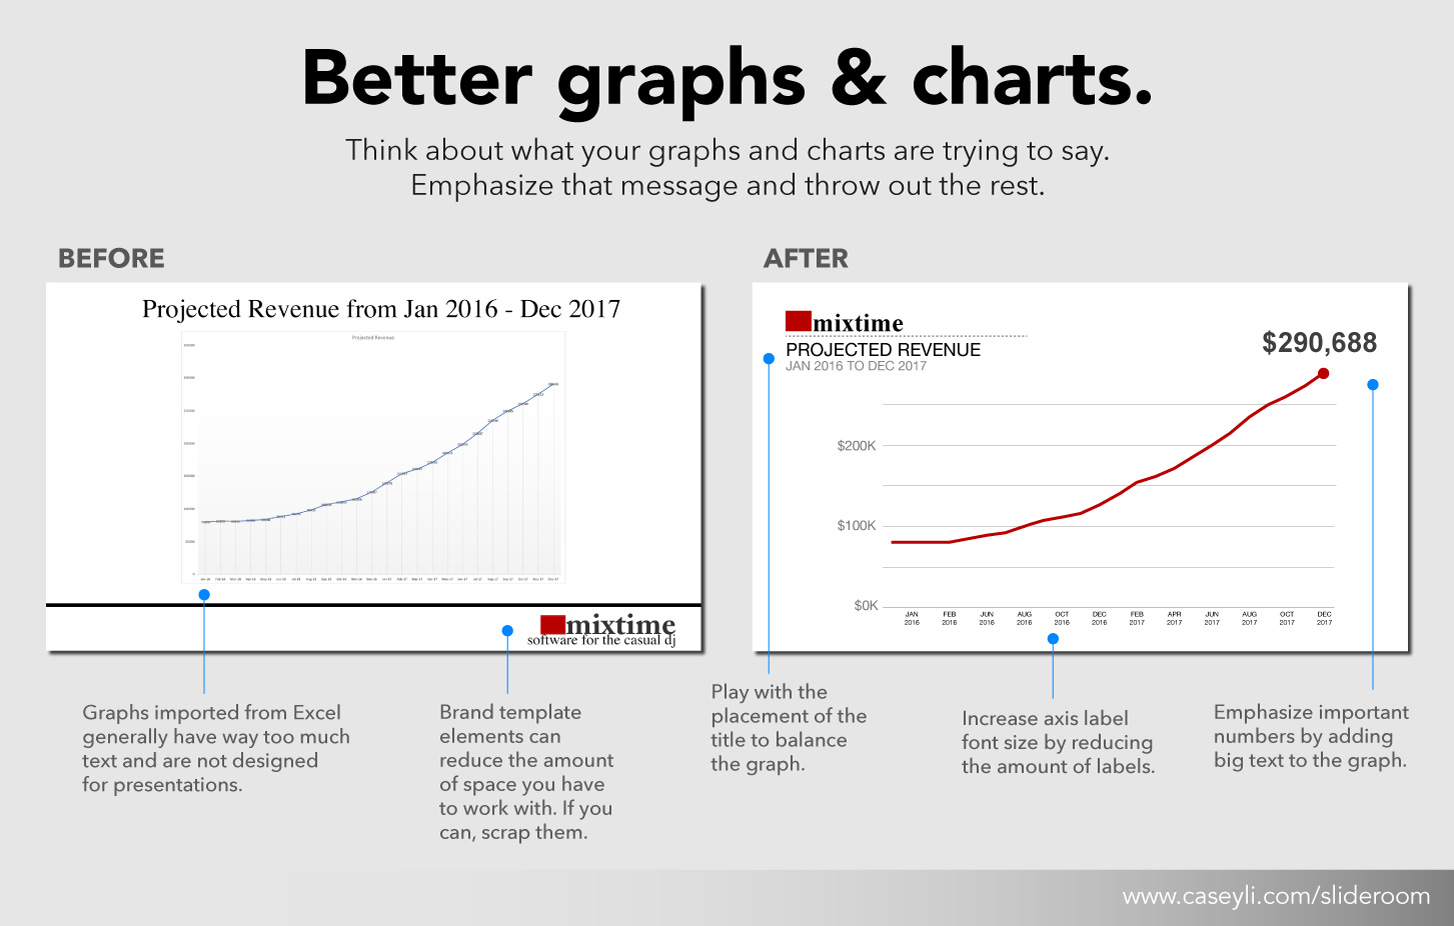 Better graphs & charts.
Think about what your graphs and charts are trying to say.
Emphasize that message and throw out the rest.
BEFORE
Projected Revenue from Jan 2016 - Dec 2017
Projected Revenue
mixtime
software for the casual dj
Graphs imported from Excel
generally have way too much
text and are not designed
for presentations.
Brand template
elements can
reduce the amount
of space you have
to work with. If you
can, scrap them.
AFTER
mixtime
PROJECTED REVENUE
JAN 2016 TO DEC 2017
$290,688
$200K
$100K
$0K
JAN FEB JUN AUG OCT DEC FEB APR JUN AUG OCT DEC
2016 2016 2016 2016 2016 2016 2017 2017 2017 2017 2017 2017
Play with the
placement of the
title to balance
the graph.
Increase axis label
font size by reducing
the amount of labels.
Emphasize important
numbers by adding
big text to the graph.
www.caseyli.com/slideroom